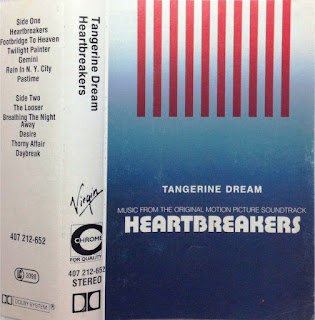 Side One
Heartbreakers
Footbridge To Heaven
Twilight Painter
Gemini
Rain In N. Y. City
Pastime
Side Two
The Looser
Breathing The Night
Away
Desire
Thorny Affair
Daybreak
407 212-652
3098
DOLBY SYSTEM
Tangerine Dream
Heartbreakers
Virgin
CHROME
FOR QUALITY
407 212-652
STEREO
TANGERINE DREAM
MUSIC FROM THE ORIGINAL MOTION PICTURE SOUNDTRACK
HEARTBREAKERS